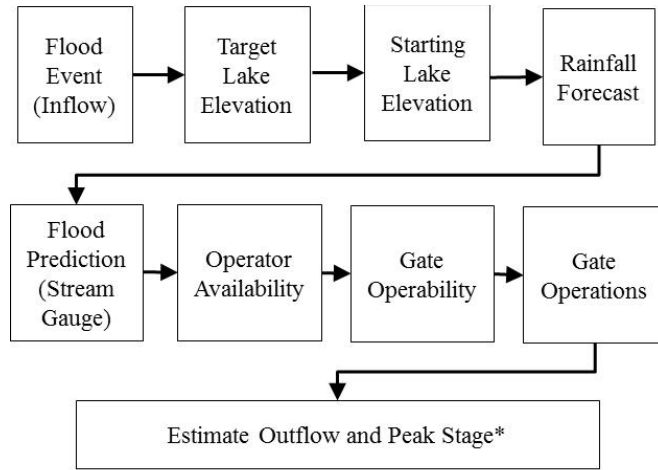 Flood
Event
(Inflow)
Target
Lake
Elevation
Starting
Lake
Elevation
Rainfall
Forecast
Flood
Prediction
(Stream
Gauge)
Operator
Availability
Gate
Operability
Gate
Operations
Estimate Outflow and Peak Stage*